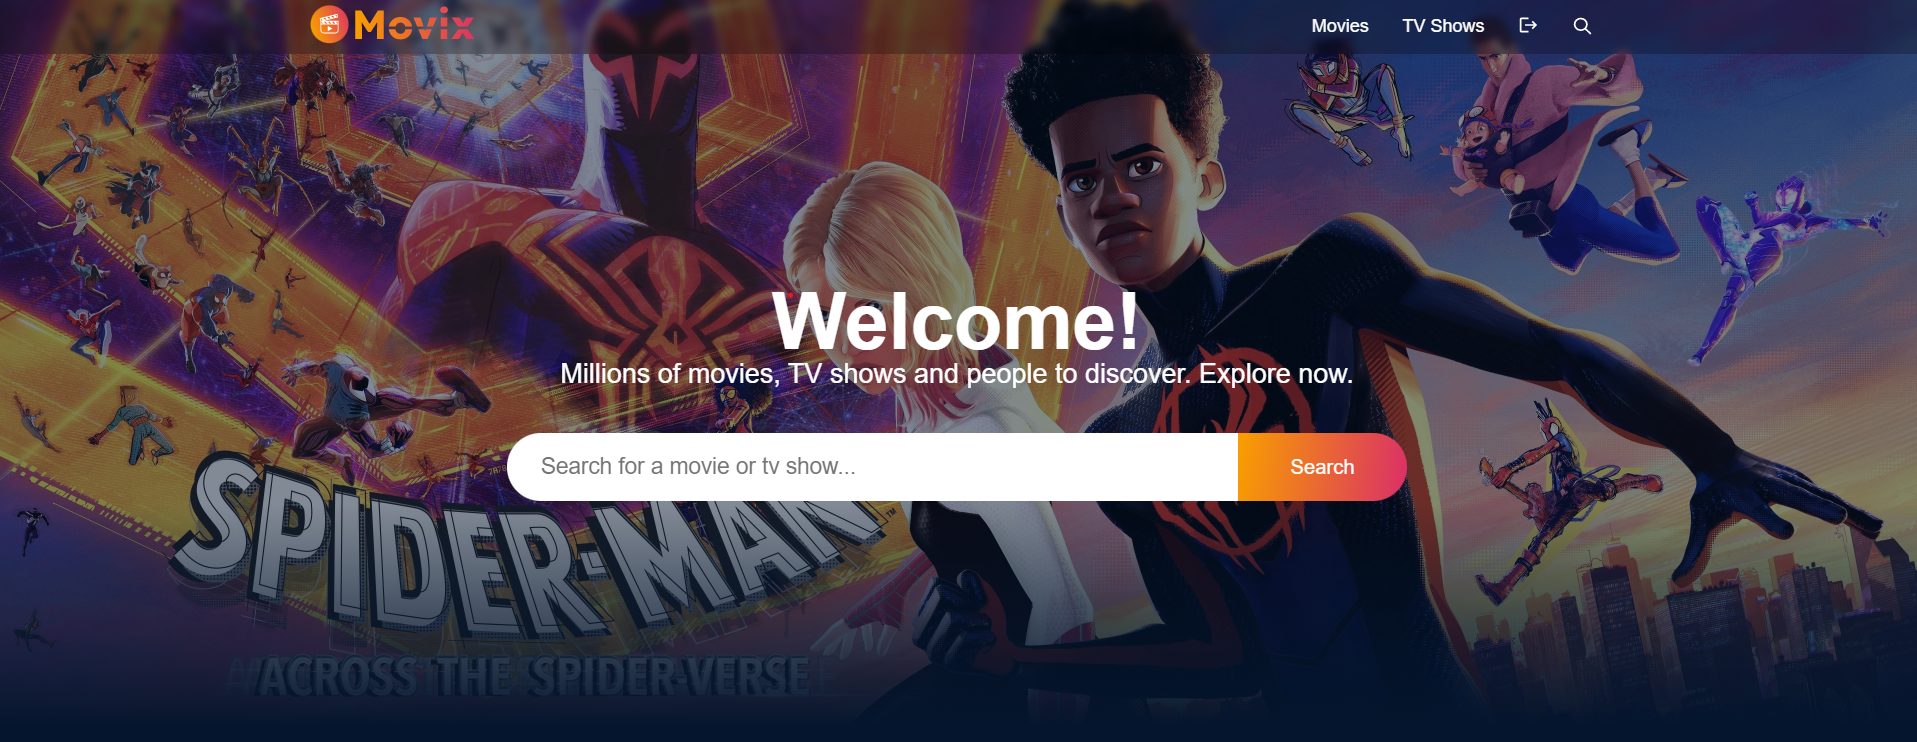 Movix
Movies
TV Shows
Welcome!
Millions of movies, TV shows and people to discover. Explore now.
Search for a movie or tv show...
Search
SPIDER-MAN™
ACROSS THE SPIDER-VERSE